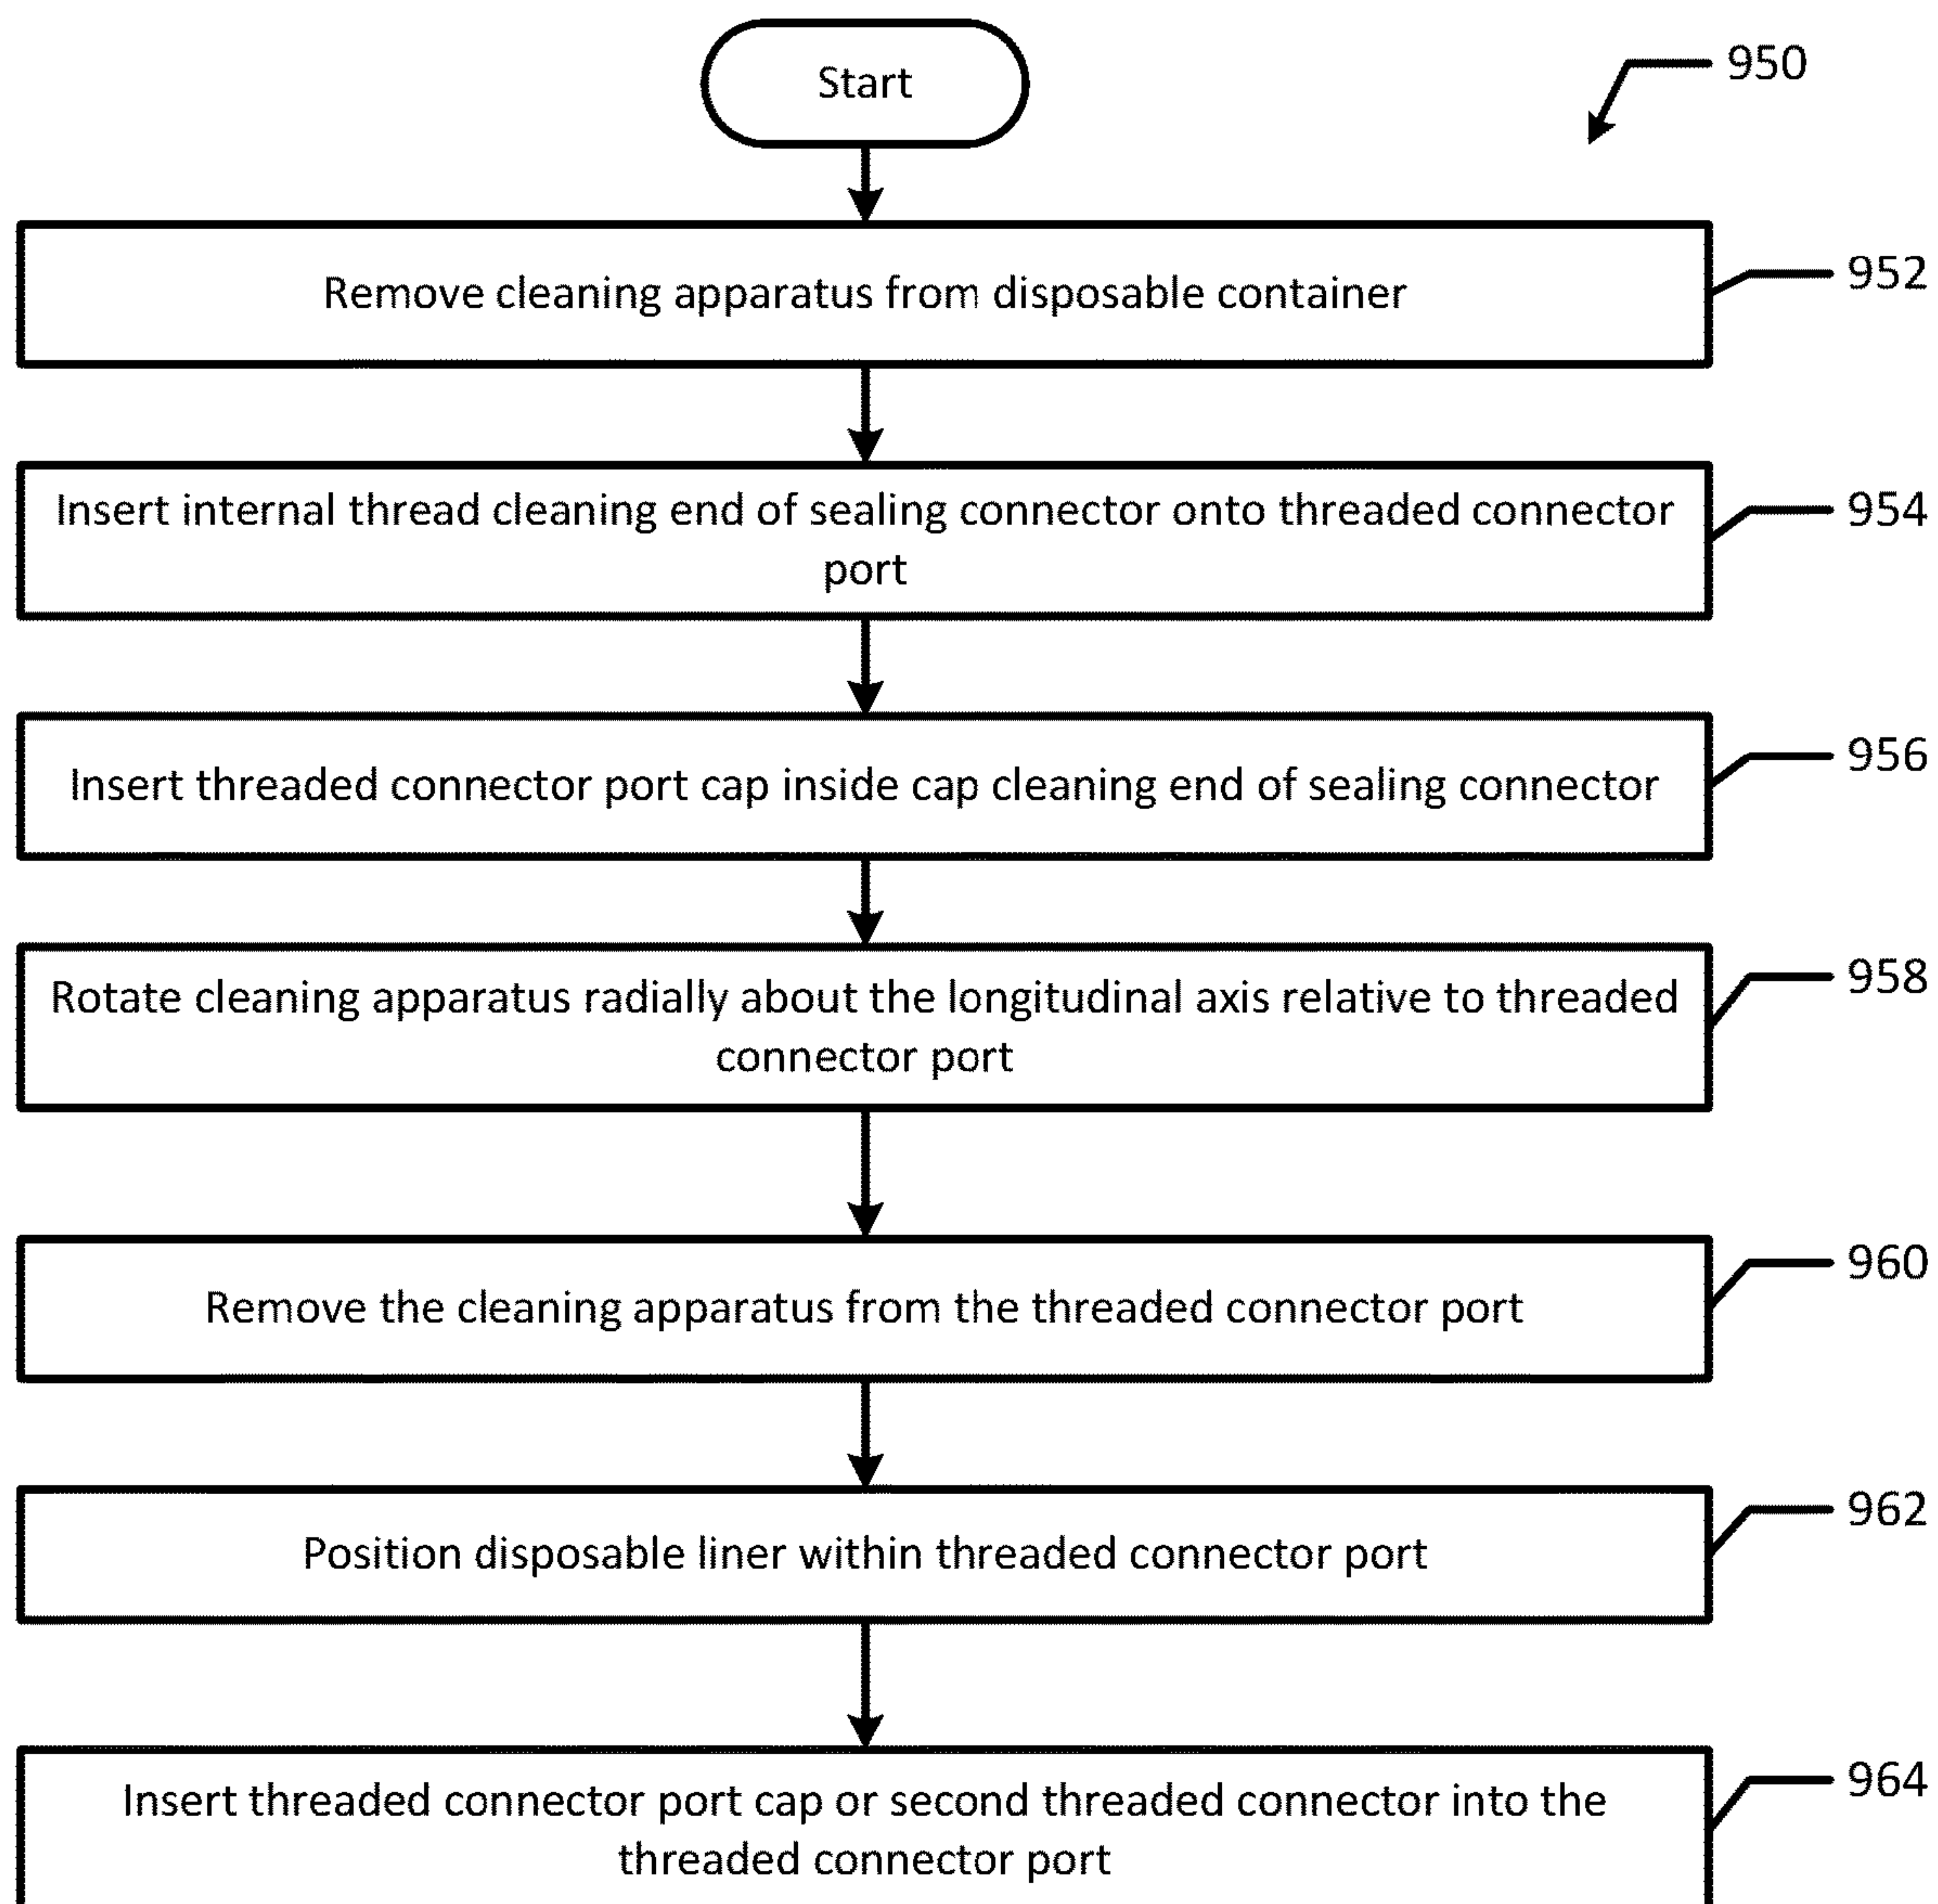 Start
950
Remove cleaning apparatus from disposable container
952
Insert internal thread cleaning end of sealing connector onto threaded connector
port
954
Insert threaded connector port cap inside cap cleaning end of sealing connector
956
Rotate cleaning apparatus radially about the longitudinal axis relative to threaded
connector port
958
Remove the cleaning apparatus from the threaded connector port
960
Position disposable liner within threaded connector port
962
Insert threaded connector port cap or second threaded connector into the
threaded connector port
964